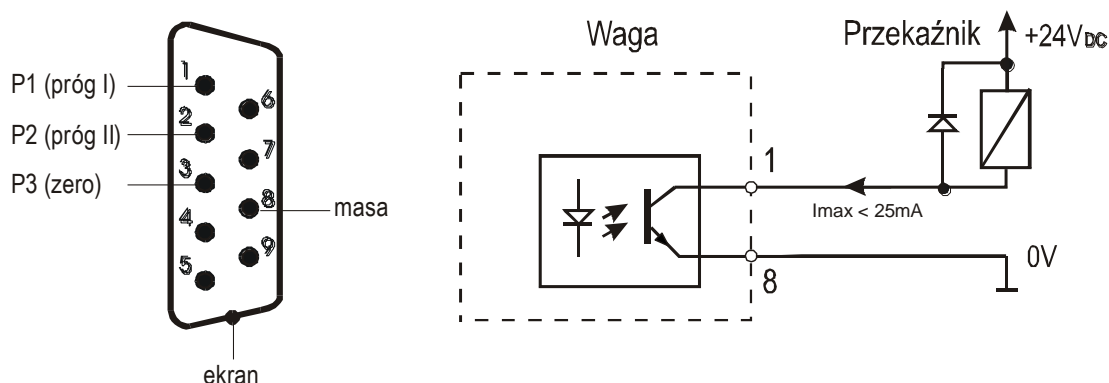 P1 (próg I)
P2 (próg II)
P3 (zero)
1
2
3
4
5
6
7
8
9
masa
ekran
Waga
Przekaźnik
+24VDC
1
Imax < 25mA
8
0V